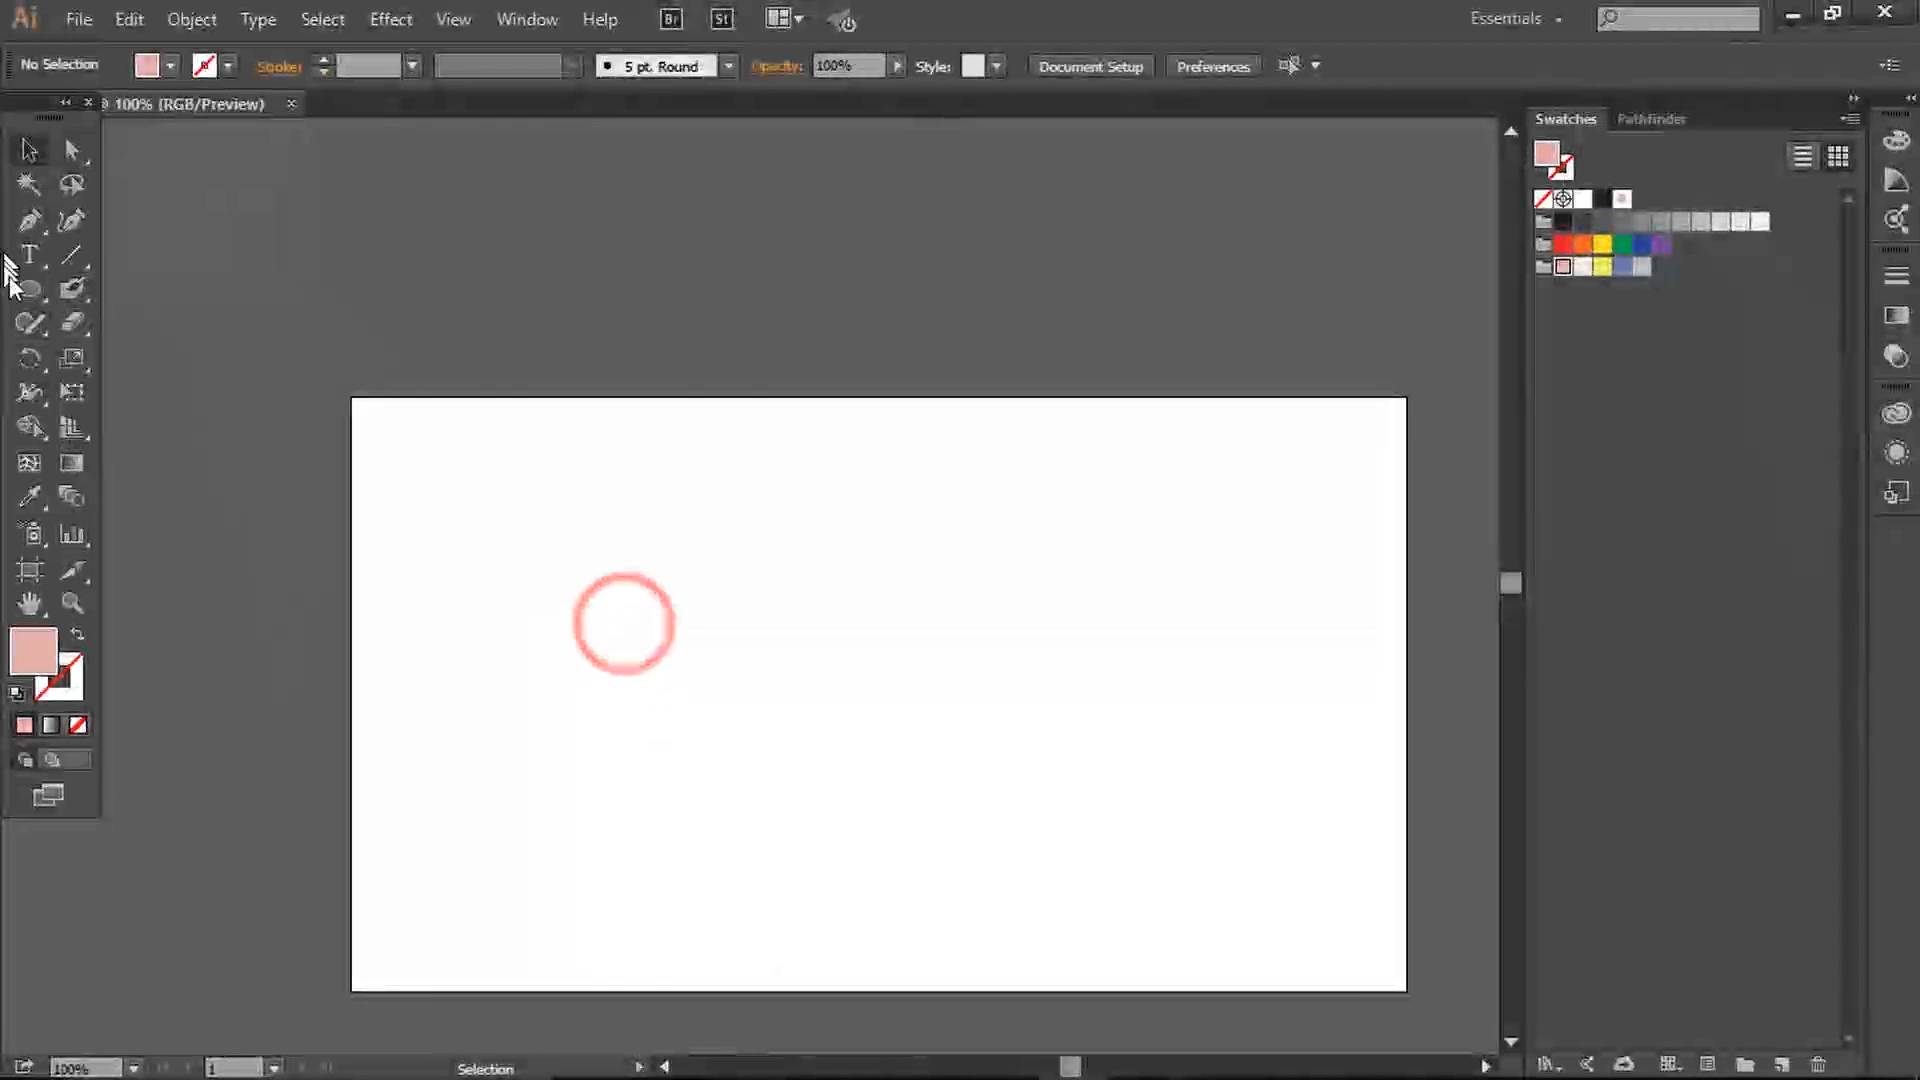 Ai File Edit Object Type Select Effect View Window Help Br St Essentials
No Selection Stroke: 5 pt. Round Opacity: 100% Style: Document Setup Preferences
100% (RGB/Preview)
Swatches Pathfinder
T
100% 1 Selection